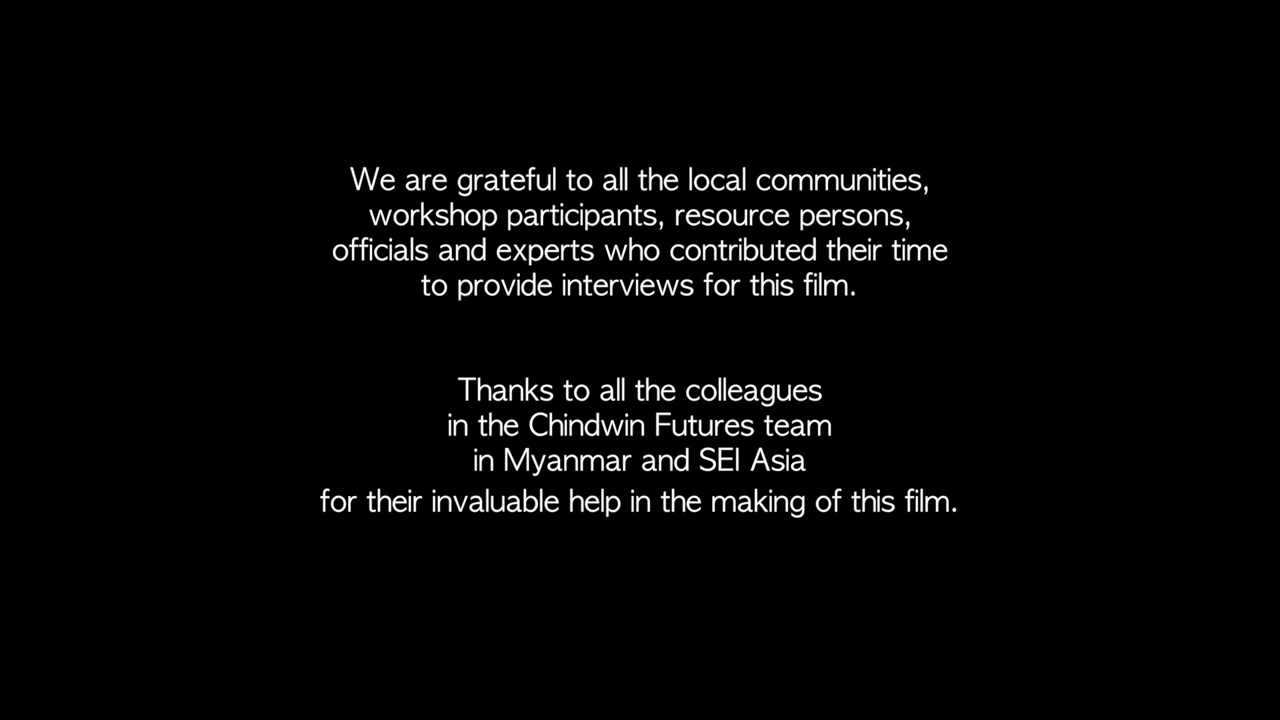 We are grateful to all the local communities,
workshop participants, resource persons,
officials and experts who contributed their time
to provide interviews for this film.
Thanks to all the colleagues
in the Chindwin Futures team
in Myanmar and SEI Asia
for their invaluable help in the making of this film.